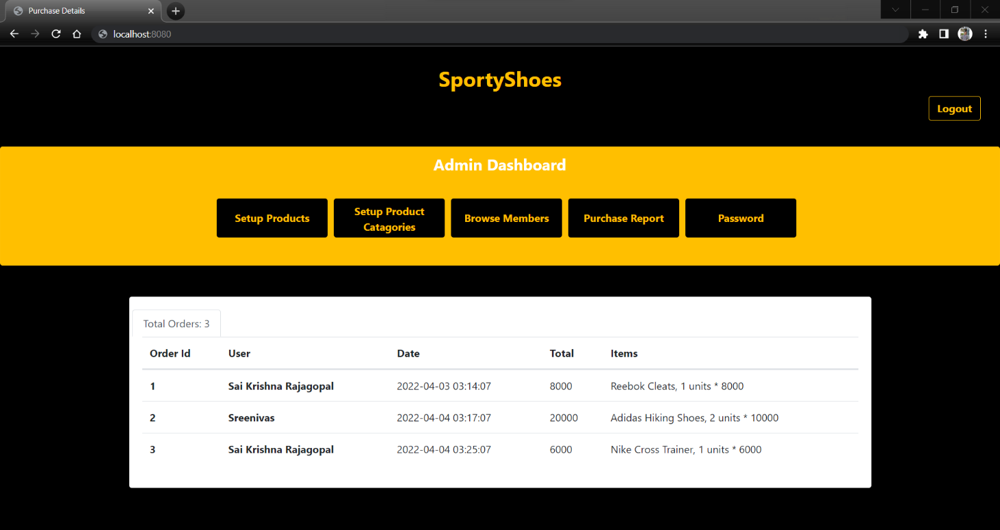 Purchase Details
localhost:8080
SportyShoes
Logout
Admin Dashboard
Setup Products
Setup Product
Catagories
Browse Members
Purchase Report
Password
Total Orders: 3
Order Id User Date Total Items
1 Sai Krishna Rajagopal 2022-04-03 03:14:07 8000 Reebok Cleats, 1 units * 8000
2 Sreenivas 2022-04-04 03:17:07 20000 Adidas Hiking Shoes, 2 units * 10000
3 Sai Krishna Rajagopal 2022-04-04 03:25:07 6000 Nike Cross Trainer, 1 units * 6000